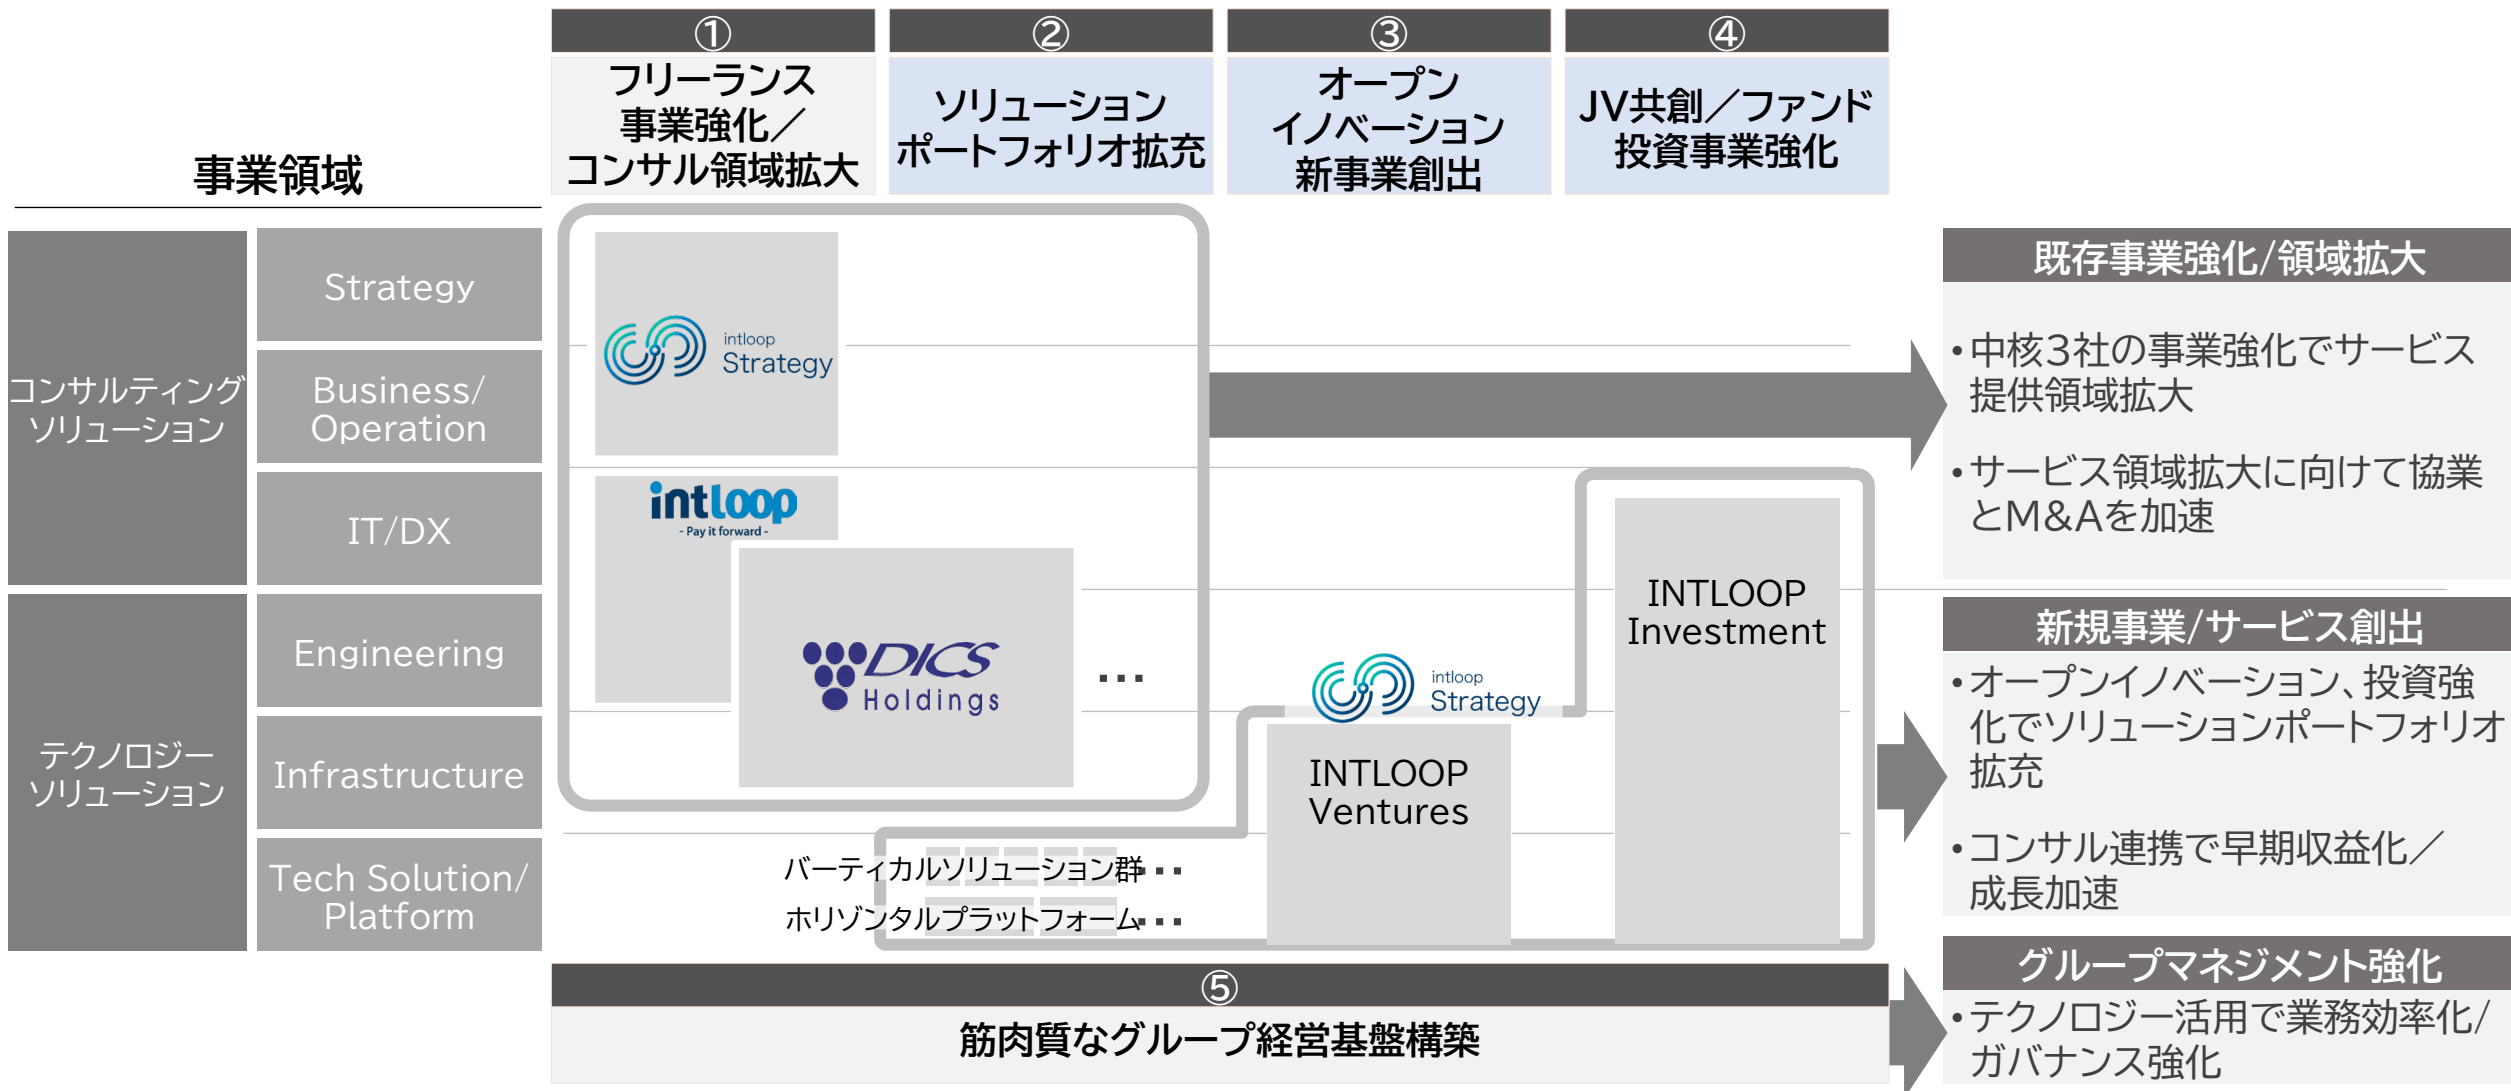 ①
フリーランス
事業強化／
コンサル領域拡大
②
ソリューション
ポートフォリオ拡充
③
オープン
イノベーション
新事業創出
④
JV共創／ファンド
投資事業強化
事業領域
コンサルティング
ソリューション
Strategy
Business/
Operation
IT/DX
テクノロジー
ソリューション
Engineering
Infrastructure
Tech Solution/
Platform
intloop
Strategy
intloop
- Pay it forward -
DICS
Holdings
…
intloop
Strategy
INTLOOP
Ventures
INTLOOP
Investment
バーティカルソリューション群…
ホリゾンタルプラットフォーム…
⑤
筋肉質なグループ経営基盤構築
既存事業強化/領域拡大
・中核3社の事業強化でサービス
提供領域拡大
・サービス領域拡大に向けて協業
とM&Aを加速
新規事業/サービス創出
・オープンイノベーション、投資強
化でソリューションポートフォリオ
拡充
・コンサル連携で早期収益化／
成長加速
グループマネジメント強化
・テクノロジー活用で業務効率化/
ガバナンス強化